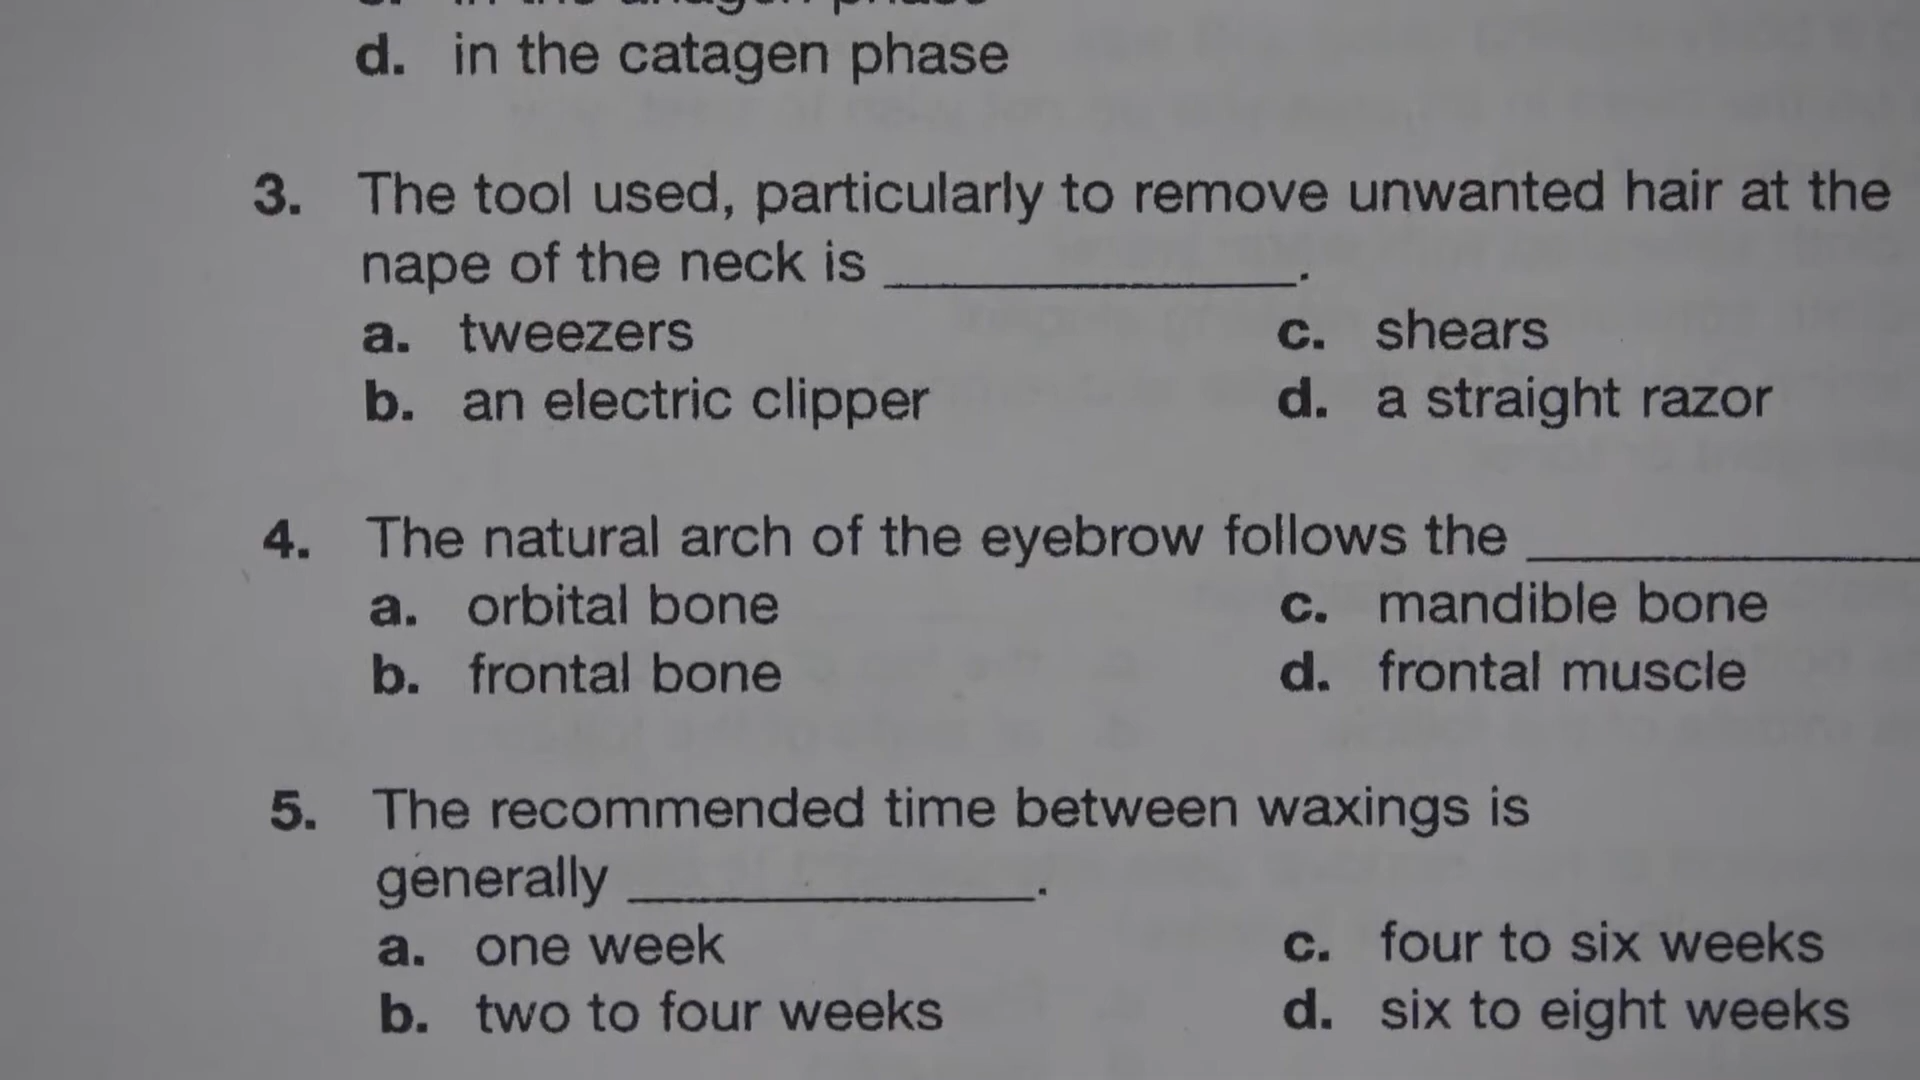 d. in the catagen phase
3. The tool used, particularly to remove unwanted hair at the
nape of the neck is ______________.
a. tweezers c. shears
b. an electric clipper d. a straight razor
4. The natural arch of the eyebrow follows the ______________
a. orbital bone c. mandible bone
b. frontal bone d. frontal muscle
5. The recommended time between waxings is
generally ______________.
a. one week c. four to six weeks
b. two to four weeks d. six to eight weeks